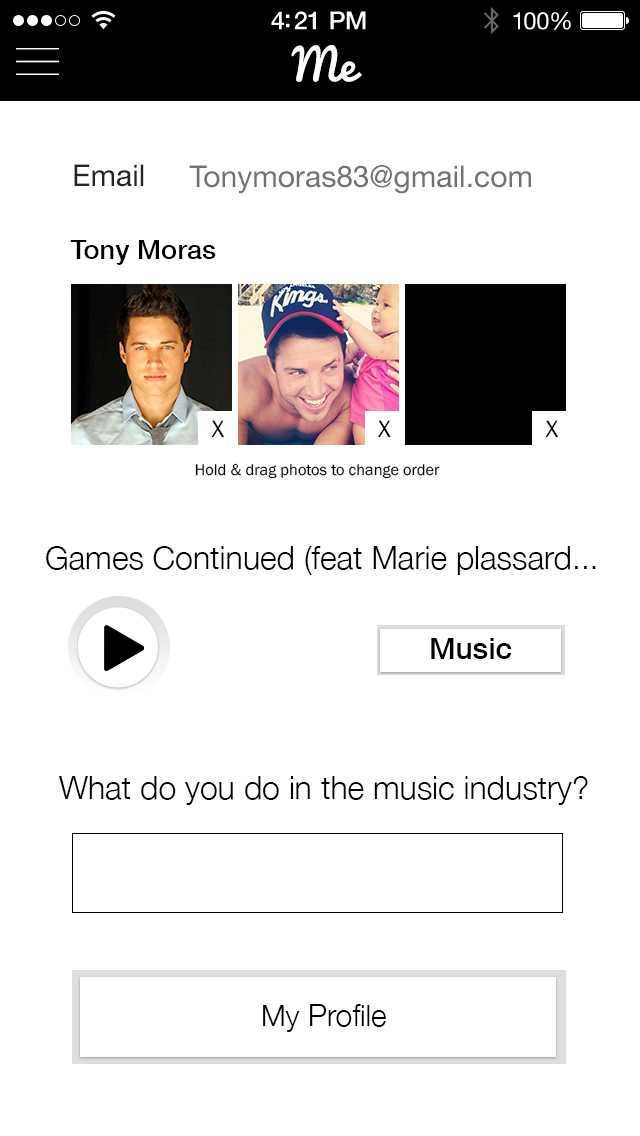 4:21 PM 100%
Me
Email Tonymoras83@gmail.com
Tony Moras
Kings
X X X
Hold & drag photos to change order
Games Continued (feat Marie plassard...
Music
What do you do in the music industry?
My Profile